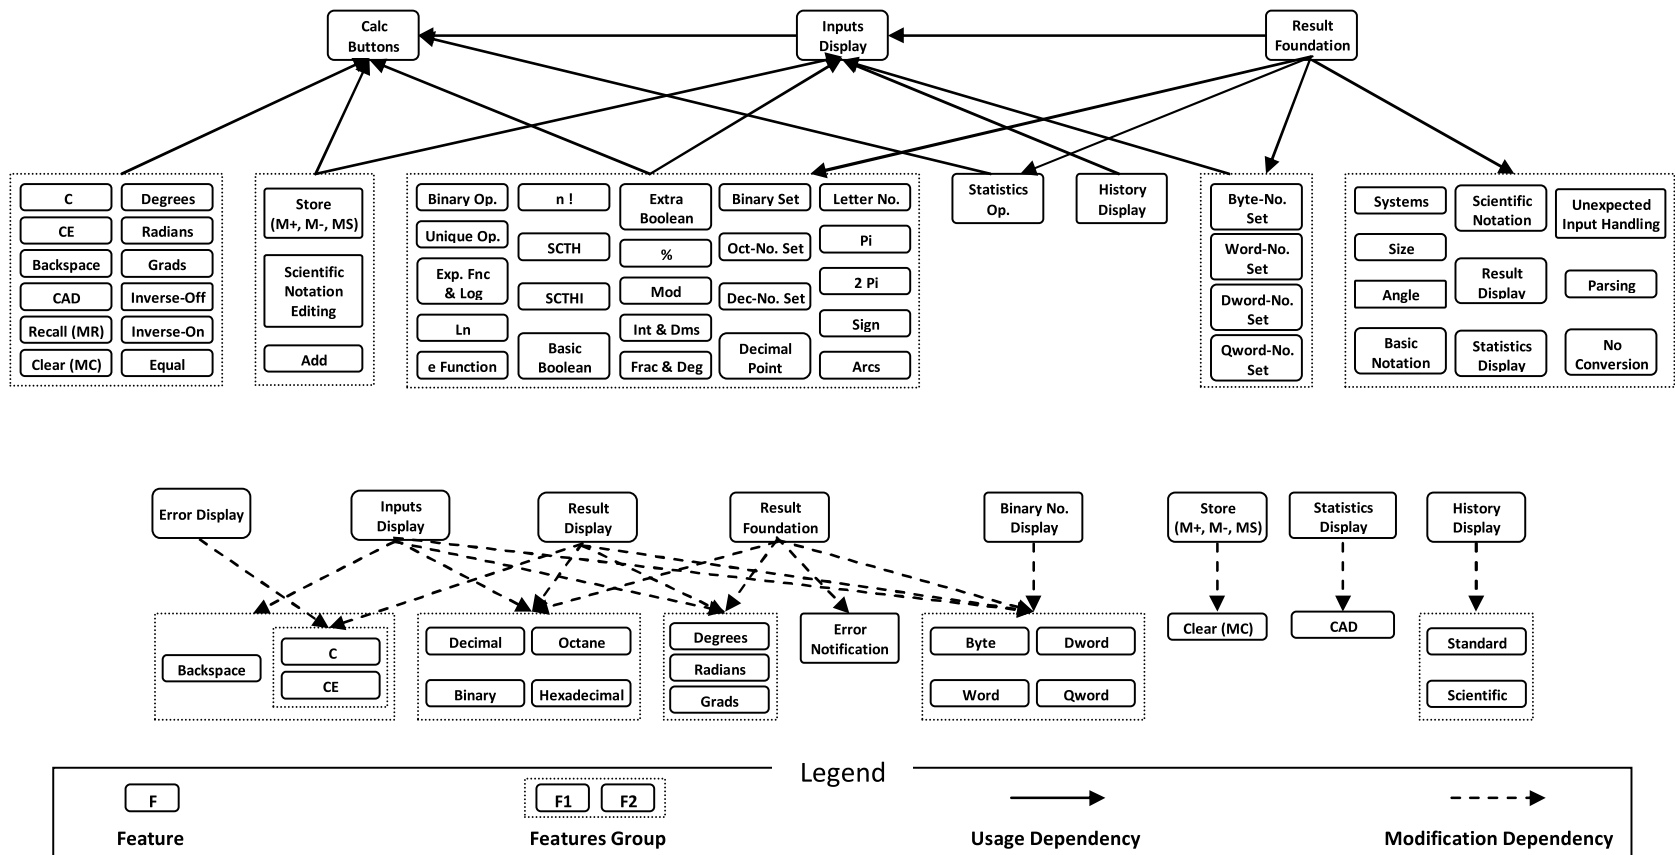 Calc
Buttons
Inputs
Display
Result
Foundation
C
CE
Backspace
CAD
Recall (MR)
Clear (MC)
Degrees
Radians
Grads
Inverse-Off
Inverse-On
Equal
Store
(M+, M-, MS)
Scientific
Notation
Editing
Add
Binary Op.
Unique Op.
Exp. Fnc
& Log
Ln
e Function
n !
SCTH
SCTHI
Basic
Boolean
Extra
Boolean
%
Mod
Int & Dms
Frac & Deg
Binary Set
Oct-No. Set
Dec-No. Set
Decimal
Point
Letter No.
Pi
2 Pi
Sign
Arcs
Statistics
Op.
History
Display
Byte-No.
Set
Word-No.
Set
Dword-No.
Set
Qword-No.
Set
Systems
Size
Angle
Basic
Notation
Scientific
Notation
Result
Display
Statistics
Display
Unexpected
Input Handling
Parsing
No
Conversion
Error Display
Inputs
Display
Result
Display
Result
Foundation
Binary No.
Display
Store
(M+, M-, MS)
Statistics
Display
History
Display
Backspace
C
CE
Decimal
Octane
Binary
Hexadecimal
Degrees
Radians
Grads
Error
Notification
Byte
Dword
Word
Qword
Clear (MC)
CAD
Standard
Scientific
Legend
F
Feature
F1
F2
Features Group
Usage Dependency
Modification Dependency